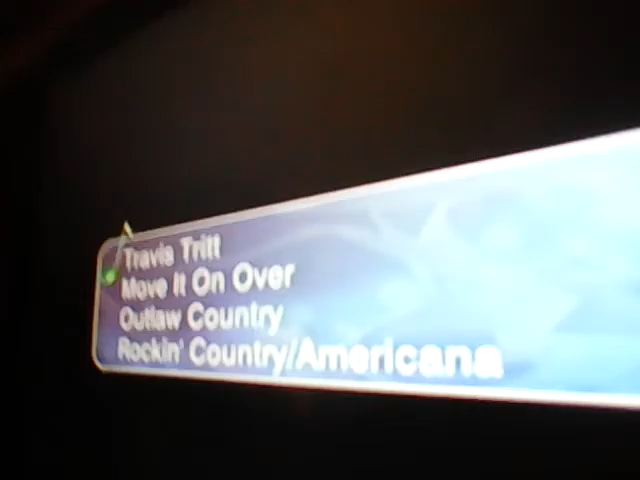 Travis Tritt
Move It On Over
Outlaw Country
Rockin' Country/Americana